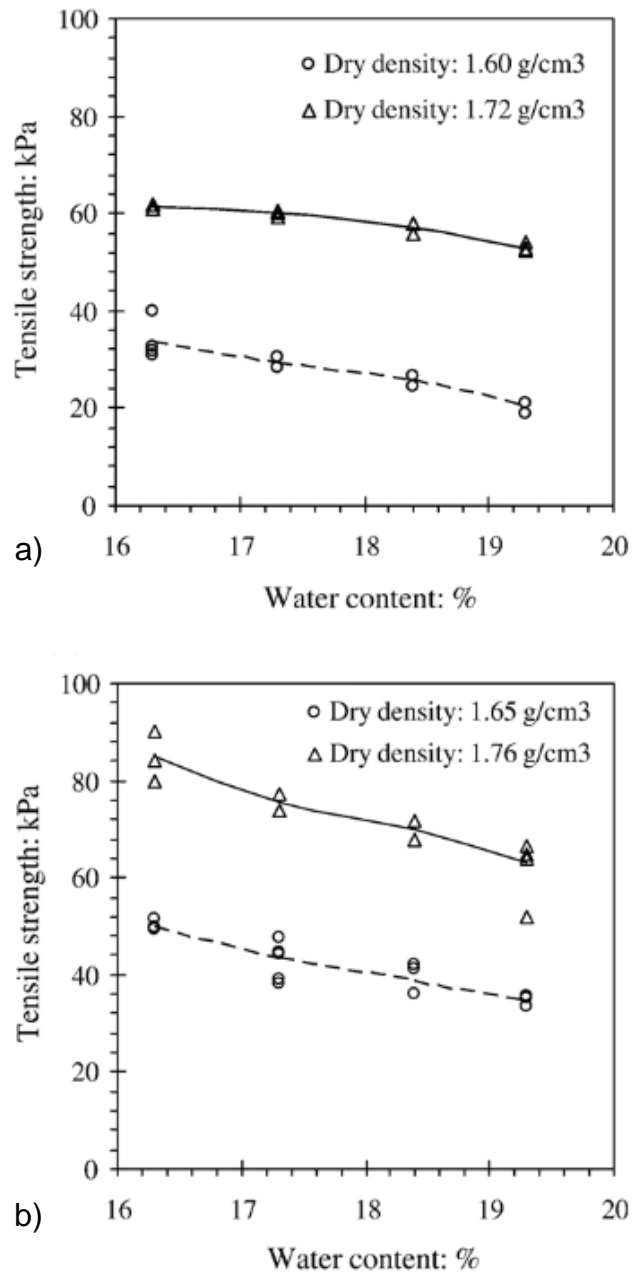 100
Dry density: 1.60 g/cm3
Dry density: 1.72 g/cm3
80
60
40
20
0
Tensile strength: kPa
16 17 18 19 20
a)
Water content: %
100
Dry density: 1.65 g/cm3
Dry density: 1.76 g/cm3
80
60
40
20
0
Tensile strength: kPa
16 17 18 19 20
b)
Water content: %